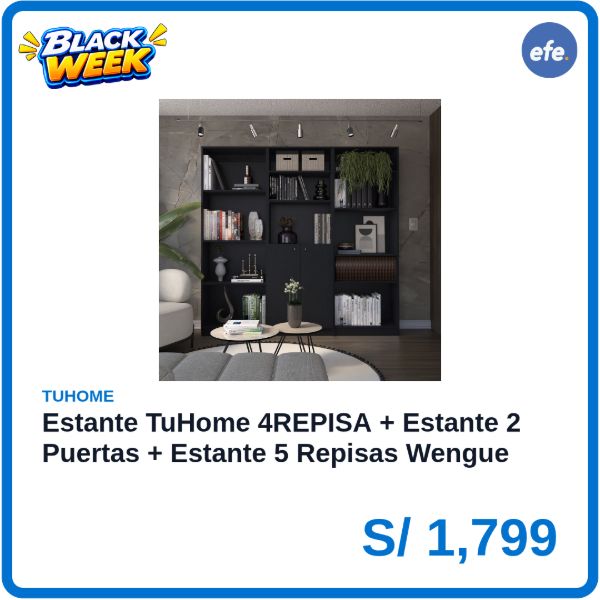 BLACK
WEEK
efe.
TUHOME
Estante TuHome 4REPISA + Estante 2
Puertas + Estante 5 Repisas Wengue
S/ 1,799